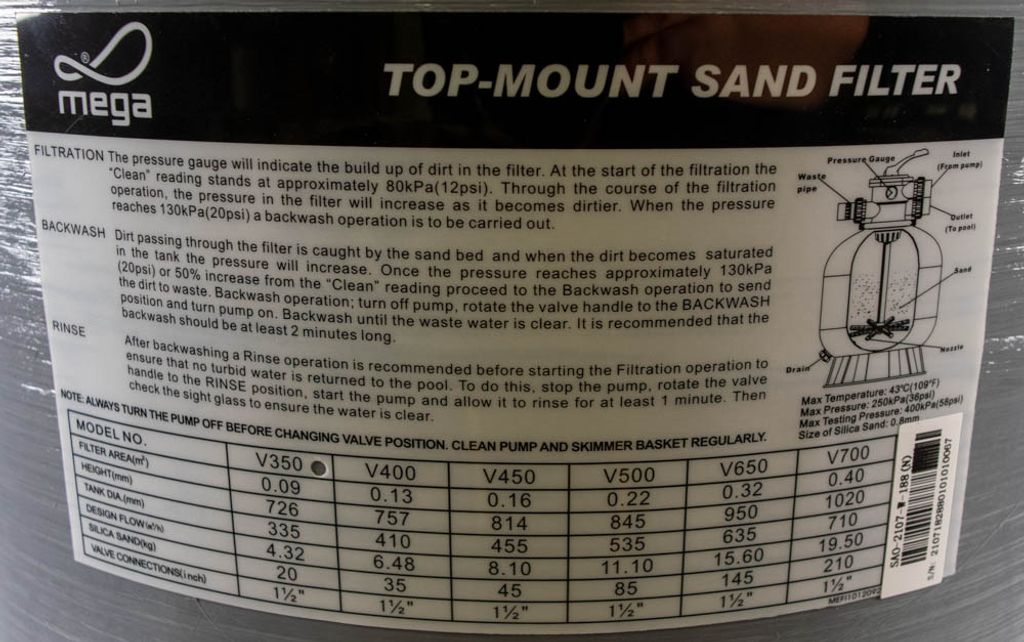 mega
®
TOP-MOUNT SAND FILTER
FILTRATION The pressure gauge will indicate the build up of dirt in the filter. At the start of the filtration the
"Clean" reading stands at approximately 80kPa(12psi). Through the course of the filtration
operation, the pressure in the filter will increase as it becomes dirtier. When the pressure
reaches 130kPa(20psi) a backwash operation is to be carried out.
BACKWASH Dirt passing through the filter is caught by the sand bed and when the dirt becomes saturated
in the tank the pressure will increase. Once the pressure reaches approximately 130kPa
(20psi) or 50% increase from the "Clean" reading proceed to the Backwash operation to send
the dirt to waste. Backwash operation; turn off pump, rotate the valve handle to the BACKWASH
position and turn pump on. Backwash until the waste water is clear. It is recommended that the
backwash should be at least 2 minutes long.
RINSE After backwashing a Rinse operation is recommended before starting the Filtration operation to
ensure that no turbid water is returned to the pool. To do this, stop the pump, rotate the valve
handle to the RINSE position, start the pump and allow it to rinse for at least 1 minute. Then
check the sight glass to ensure the water is clear.
NOTE: ALWAYS TURN THE PUMP OFF BEFORE CHANGING VALVE POSITION. CLEAN PUMP AND SKIMMER BASKET REGULARLY.
Pressure Gauge
Inlet
(From pump)
Waste
pipe
Outlet
(To pool)
Sand
Nozzle
Drain
Max Temperature: 43°C(109°F)
Max Pressure: 250kPa(36psi)
Max Testing Pressure: 400kPa(58psi)
Size of Silica Sand: 0.8mm
MODEL NO. V350 V400 V450 V500 V650 V700
FILTER AREA(m²) 0.09 0.13 0.16 0.22 0.32 0.40
HEIGHT(mm) 726 757 814 845 950 1020
TANK DIA.(mm) 335 410 455 535 635 710
DESIGN FLOW(m³/h) 4.32 6.48 8.10 11.10 15.60 19.50
SILICA SAND(kg) 20 35 45 85 145 210
VALVE CONNECTIONS(inch) 1½" 1½" 1½" 1½" 1½" 1½"
SAO-2107-W-188(N)
S/N: